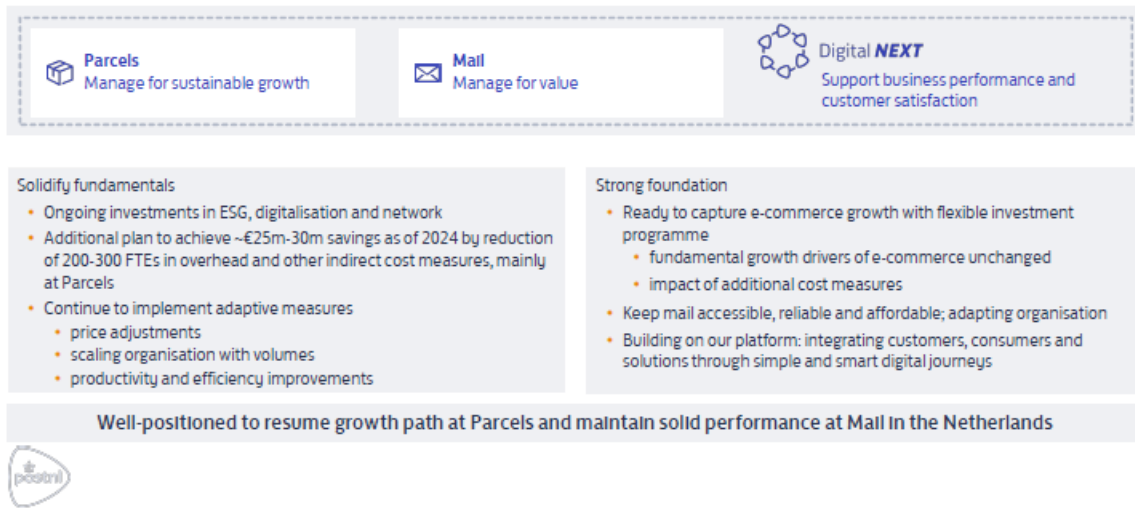 Parcels
Manage for sustainable growth
Mail
Manage for value
Digital NEXT
Support business performance and
customer satisfaction
Solidify fundamentals
• Ongoing investments in ESG, digitalisation and network
• Additional plan to achieve ~€25m-30m savings as of 2024 by reduction
of 200-300 FTEs in overhead and other indirect cost measures, mainly
at Parcels
• Continue to implement adaptive measures
• price adjustments
• scaling organisation with volumes
• productivity and efficiency improvements
Strong foundation
• Ready to capture e-commerce growth with flexible investment
programme
• fundamental growth drivers of e-commerce unchanged
• impact of additional cost measures
• Keep mail accessible, reliable and affordable; adapting organisation
• Building on our platform: integrating customers, consumers and
solutions through simple and smart digital journeys
Well-positioned to resume growth path at Parcels and maintain solid performance at Mail in the Netherlands
postnl